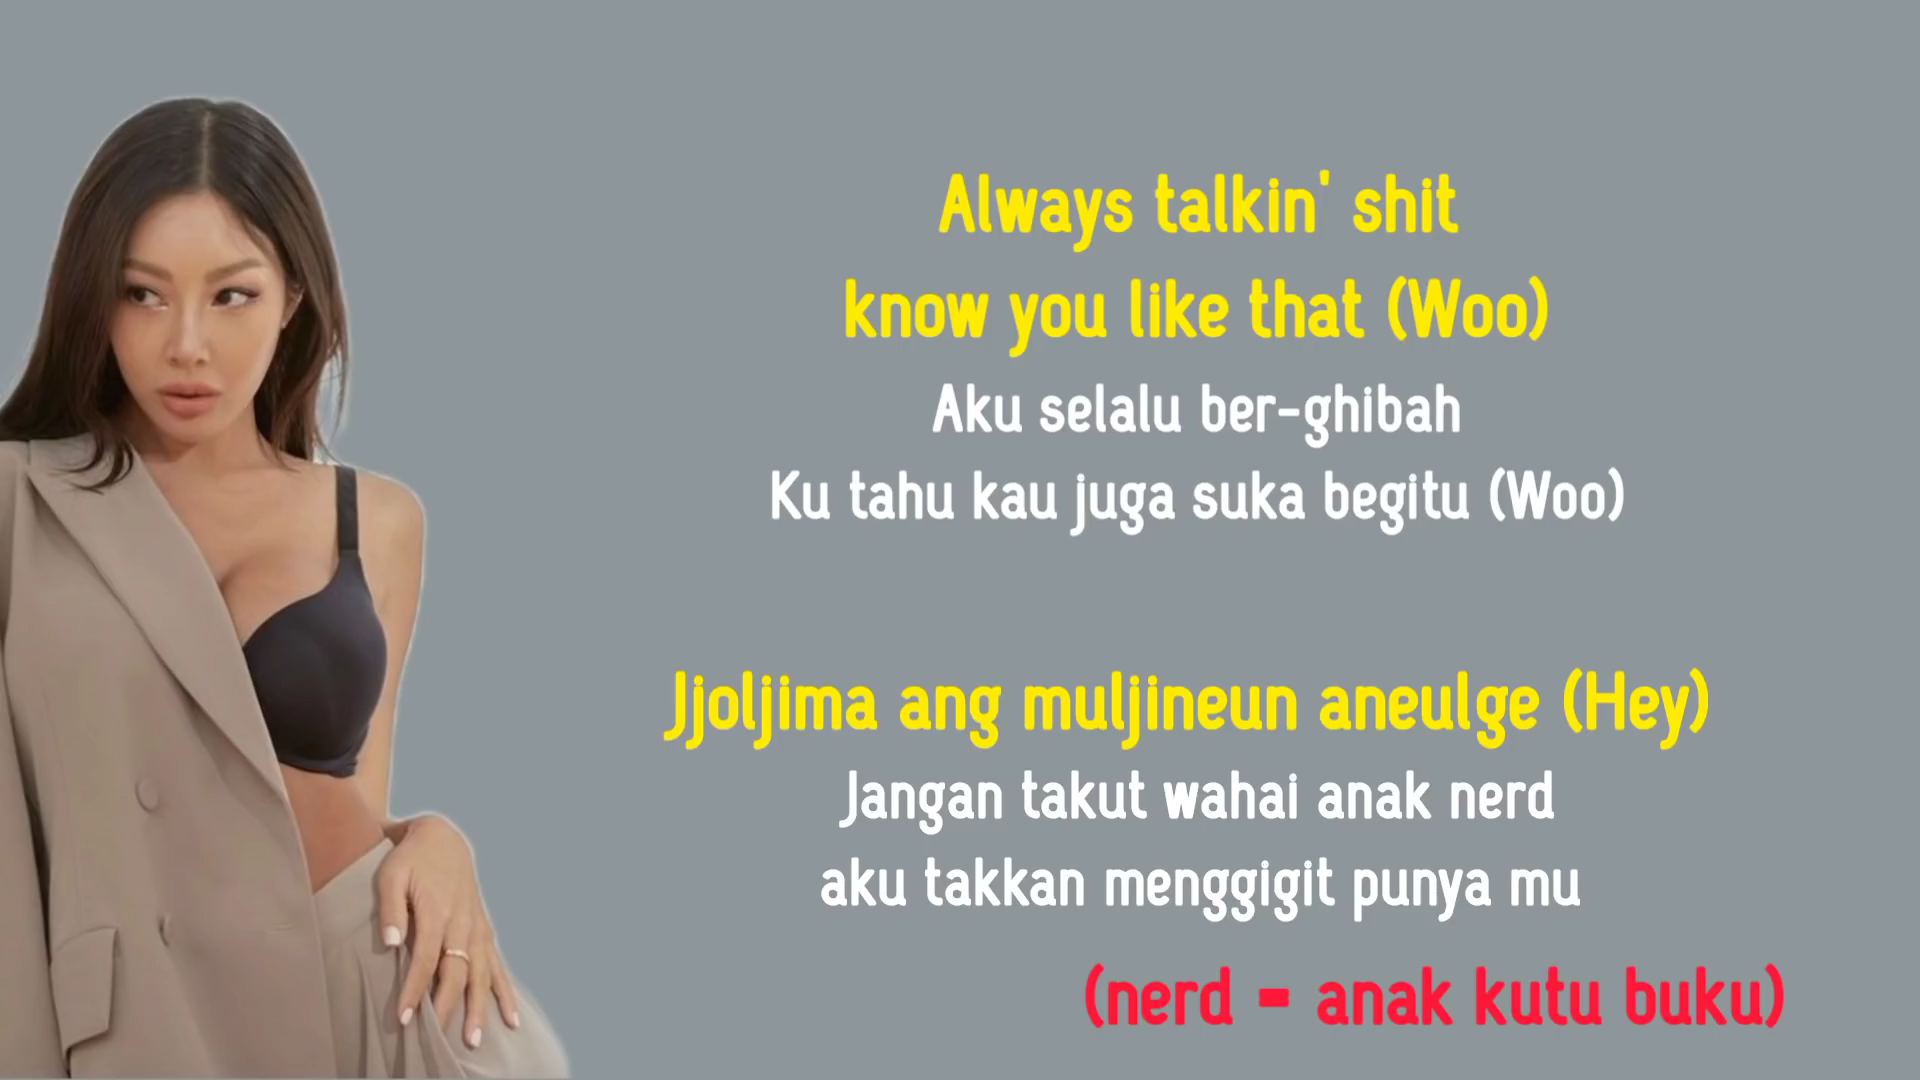 Always talkin' shit
know you like that (Woo)
Aku selalu ber-ghibah
Ku tahu kau juga suka begitu (Woo)
Jjoljima ang muljineun aneulge (Hey)
Jangan takut wahai anak nerd
aku takkan menggigit punya mu
(nerd = anak kutu buku)